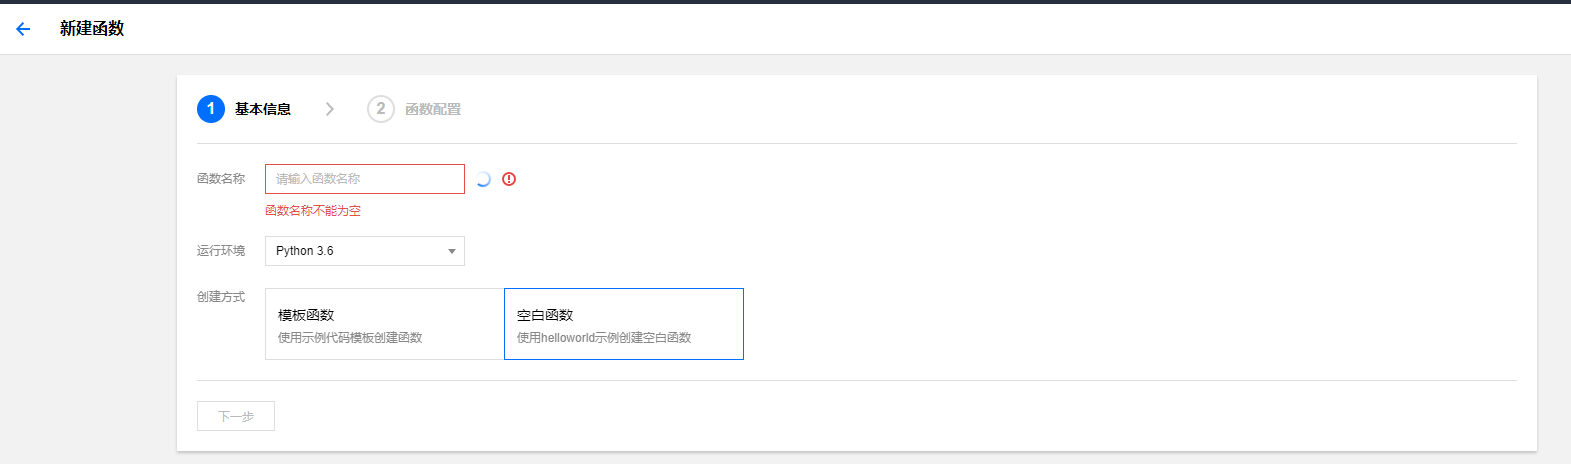 新建函数
1 基本信息 2 函数配置
函数名称 请输入函数名称
函数名称不能为空
运行环境 Python 3.6
创建方式
模板函数 空白函数
使用示例代码模板创建函数 使用helloworld示例创建空白函数
下一步